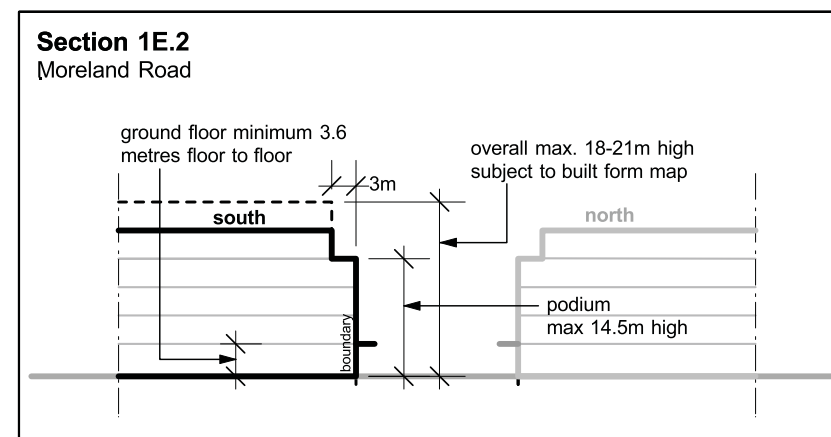 Section 1E.2
Moreland Road
ground floor minimum 3.6
metres floor to floor
overall max. 18-21m high
subject to built form map
3m
south
north
podium
max 14.5m high
boundary